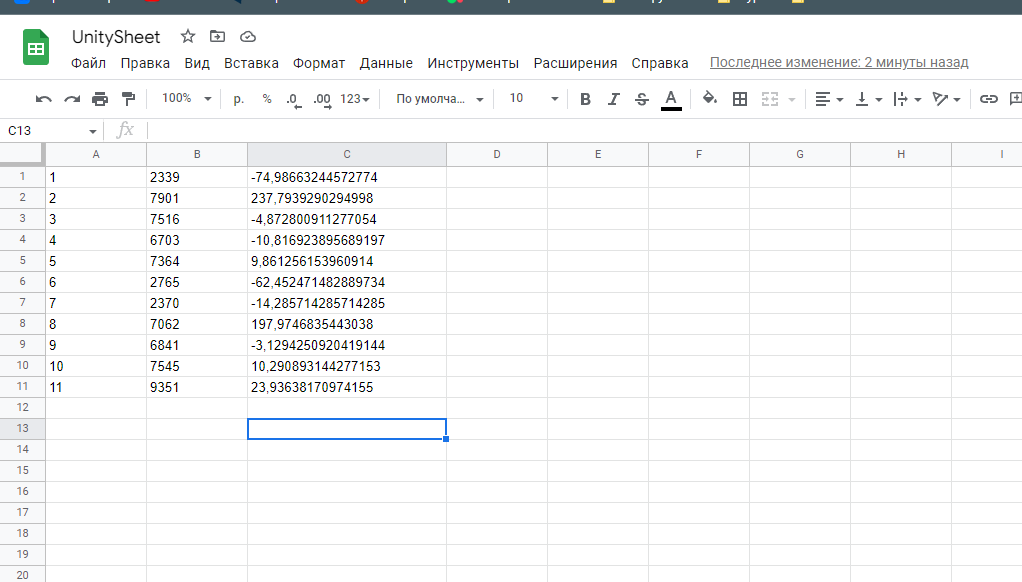 UnitySheet
Файл Правка Вид Вставка Формат Данные Инструменты Расширения Справка Последнее изменение: 2 минуты назад
100% р. % .0 .00 123 По умолча... 10 B I S A
C13 fx
A B C D E F G H I
1 1 2339 -74,98663244572774
2 2 7901 237,7939290294998
3 3 7516 -4,872800911277054
4 4 6703 -10,816923895689197
5 5 7364 9,861256153960914
6 6 2765 -62,452471482889734
7 7 2370 -14,285714285714285
8 8 7062 197,9746835443038
9 9 6841 -3,1294250920419144
10 10 7545 10,290893144277153
11 11 9351 23,93638170974155
12
13
14
15
16
17
18
19
20